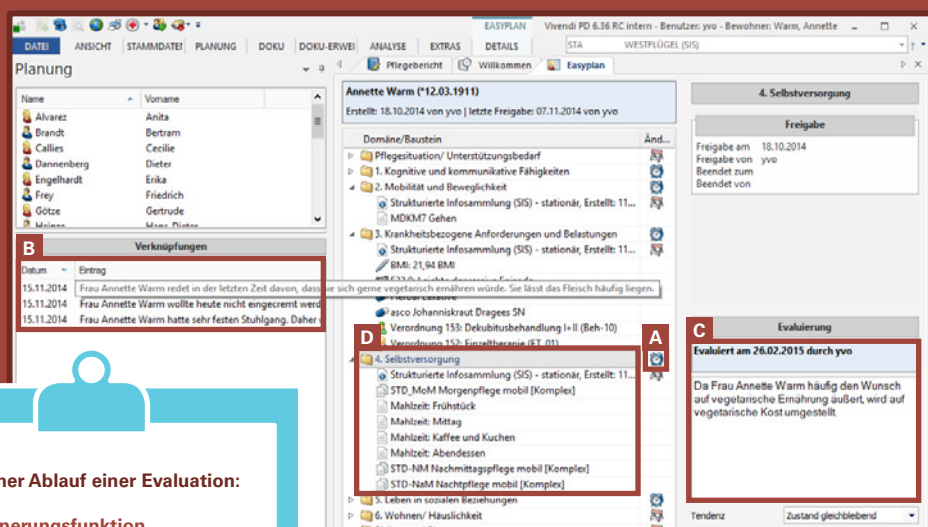 EASYPLAN Vivendi PD 6.36 RC intern - Benutzer: yvo - Bewohner: Warm, Annette
DATEI ANSICHT STAMMDATEI PLANUNG DOKU DOKU-ERWEI ANALYSE EXTRAS DETAILS STA WESTFLÜGEL (SIS)
Planung
Pflegebericht Willkommen Easyplan
Name Vorname
Alvarez Anita
Brandt Bertram
Callies Cecilie
Dannenberg Dieter
Engelhardt Erika
Frey Friedrich
Götze Gertrude
B Verknüpfungen
Datum Eintrag
15.11.2014 Frau Annette Warm redet in der letzten Zeit davon, dass sie sich gerne vegetarisch ernähren würde. Sie lässt das Fleisch häufig liegen.
15.11.2014 Frau Annette Warm wollte heute nicht eingecremt werd
15.11.2014 Frau Annette Warm hatte sehr festen Stuhlgang. Daher
ner Ablauf einer Evaluation:
nerungsfunktion
Annette Warm (*12.03.1911)
Erstellt: 18.10.2014 von yvo | letzte Freigabe: 07.11.2014 von yvo
Domäne/Baustein Änd...
Pflegesituation/ Unterstützungsbedarf
1. Kognitive und kommunikative Fähigkeiten
2. Mobilität und Beweglichkeit
Strukturierte Infosammlung (SIS) - stationär, Erstellt: 11...
MDKM7 Gehen
3. Krankheitsbezogene Anforderungen und Belastungen
Strukturierte Infosammlung (SIS) - stationär, Erstellt: 11...
BMI: 21,94 BMI
asco Johanniskraut Dragees SN
Verordnung 153: Dekubitusbehandlung I+II (Beh-10)
Verordnung 152: Einzeltherapie (ET_01)
D A
4. Selbstversorgung
Strukturierte Infosammlung (SIS) - stationär, Erstellt: 11...
STD_MoM Morgenpflege mobil [Komplex]
Mahlzeit: Frühstück
Mahlzeit: Mittag
Mahlzeit: Kaffee und Kuchen
Mahlzeit: Abendessen
STD-NM Nachmittagspflege mobil [Komplex]
STD-NaM Nachtpflege mobil [Komplex]
5. Leben in sozialen Beziehungen
6. Wohnen/ Häuslichkeit
4. Selbstversorgung
Freigabe
Freigabe am 18.10.2014
Freigabe von yvo
Beendet zum
Beendet von
C Evaluierung
Evaluiert am 26.02.2015 durch yvo
Da Frau Annette Warm häufig den Wunsch
auf vegetarische Ernährung äußert, wird auf
vegetarische Kost umgestellt.
Tendenz Zustand gleichbleibend